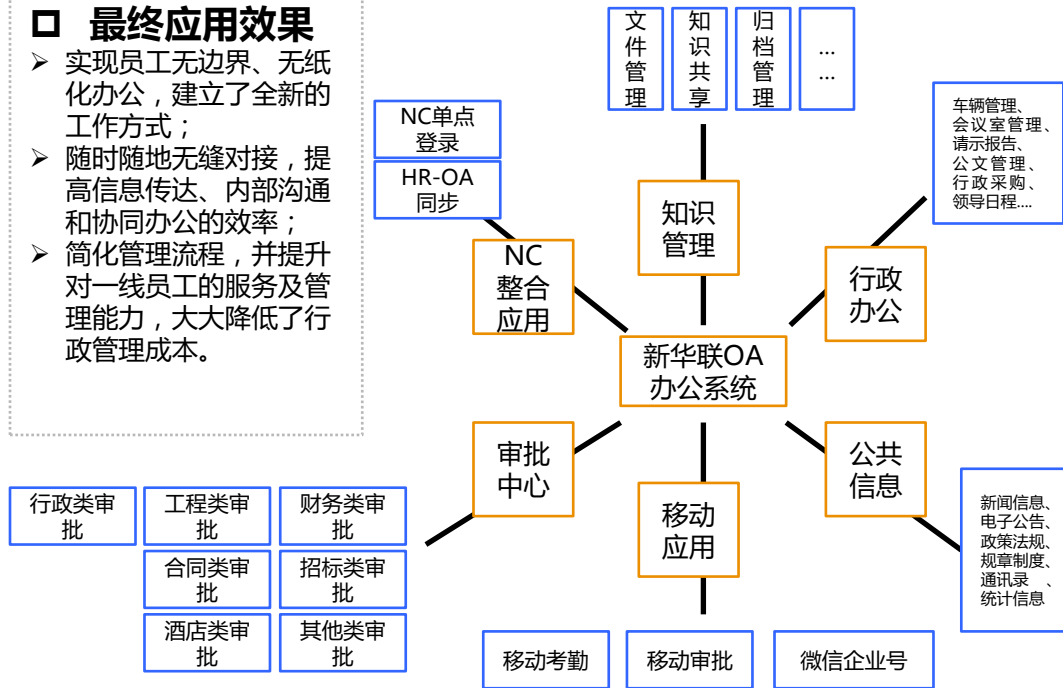 □ 最终应用效果
➢ 实现员工无边界、无纸
化办公，建立了全新的
工作方式；
➢ 随时随地无缝对接，提
高信息传达、内部沟通
和协同办公的效率；
➢ 简化管理流程，并提升
对一线员工的服务及管
理能力，大大降低了行
政管理成本。
文
件
管
理
知
识
共
享
归
档
管
理
…
…
NC单点
登录
HR-OA
同步
车辆管理、
会议室管理、
请示报告、
公文管理、
行政采购、
领导日程....
知识
管理
NC
整合
应用
行政
办公
新华联OA
办公系统
审批
中心
移动
应用
公共
信息
行政类审
批
工程类审
批
财务类审
批
合同类审
批
招标类审
批
酒店类审
批
其他类审
批
新闻信息、
电子公告、
政策法规、
规章制度、
通讯录 、
统计信息
移动考勤
移动审批
微信企业号